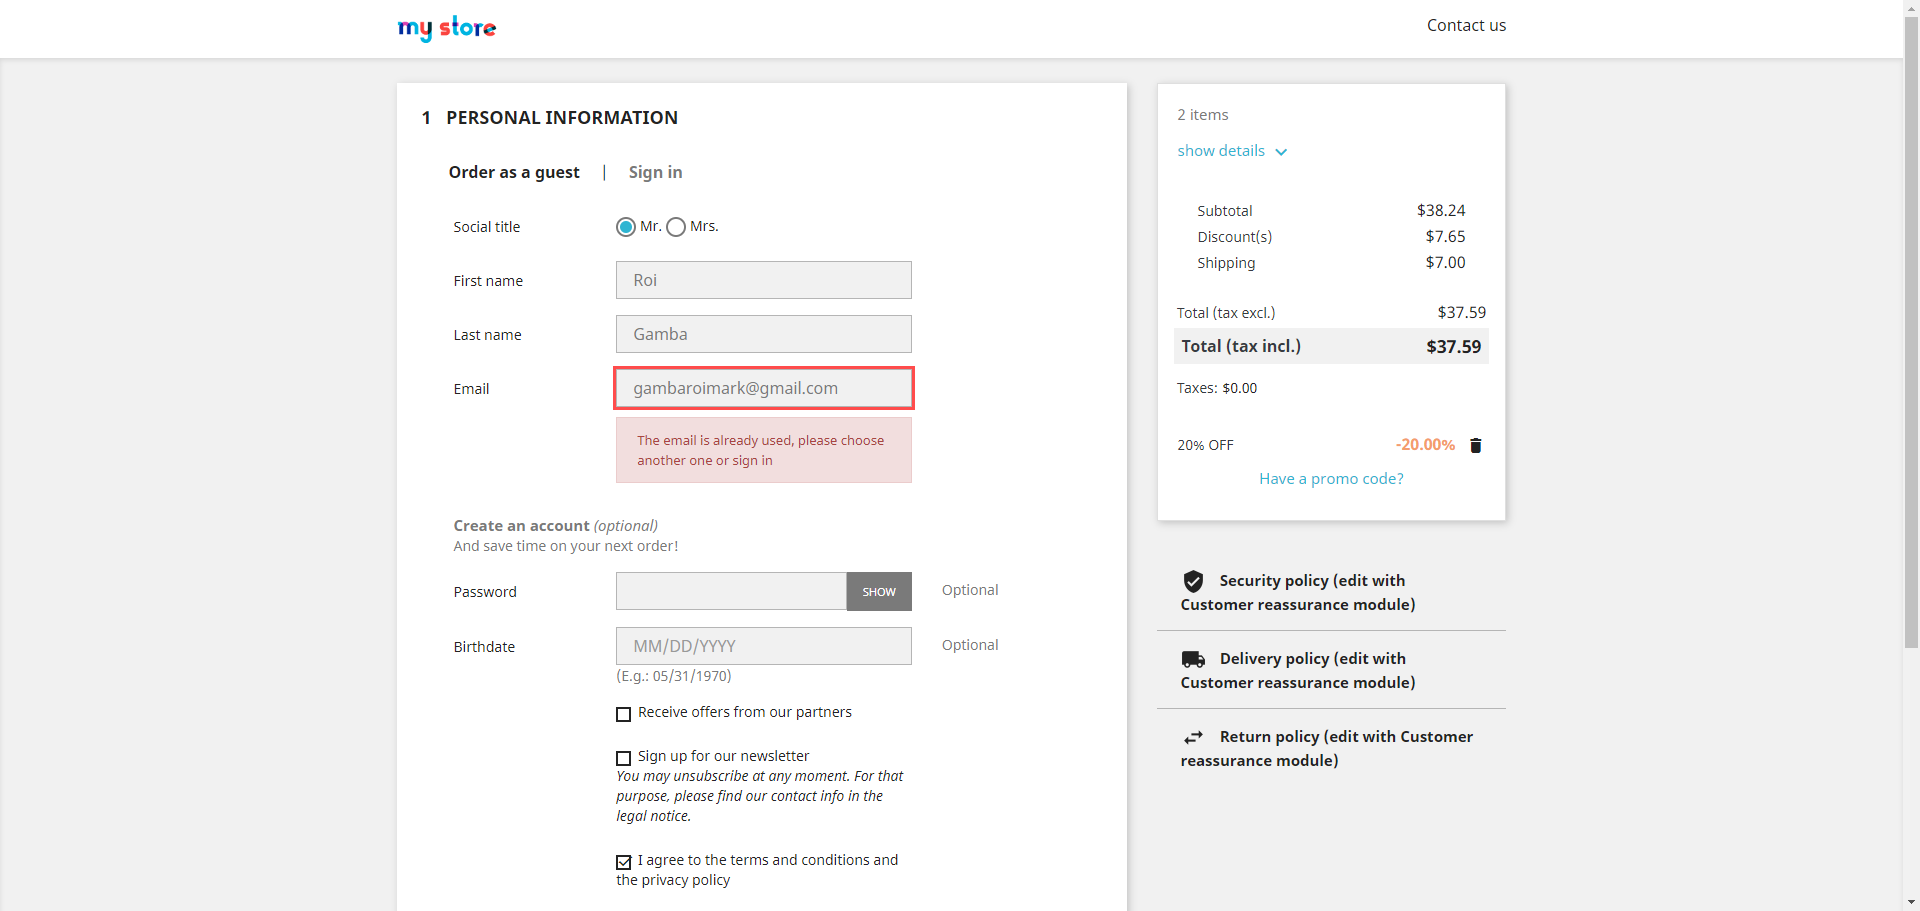 my store
Contact us
1 PERSONAL INFORMATION
Order as a guest | Sign in
Social title
Mr. Mrs.
First name
Roi
Last name
Gamba
Email
gambaroimark@gmail.com
The email is already used, please choose
another one or sign in
Create an account (optional)
And save time on your next order!
Password
SHOW
Optional
Birthdate
MM/DD/YYYY
Optional
(E.g.: 05/31/1970)
Receive offers from our partners
Sign up for our newsletter
You may unsubscribe at any moment. For that
purpose, please find our contact info in the
legal notice.
I agree to the terms and conditions and
the privacy policy
2 items
show details
Subtotal $38.24
Discount(s) $7.65
Shipping $7.00
Total (tax excl.) $37.59
Total (tax incl.) $37.59
Taxes: $0.00
20% OFF -20.00%
Have a promo code?
Security policy (edit with
Customer reassurance module)
Delivery policy (edit with
Customer reassurance module)
Return policy (edit with Customer
reassurance module)